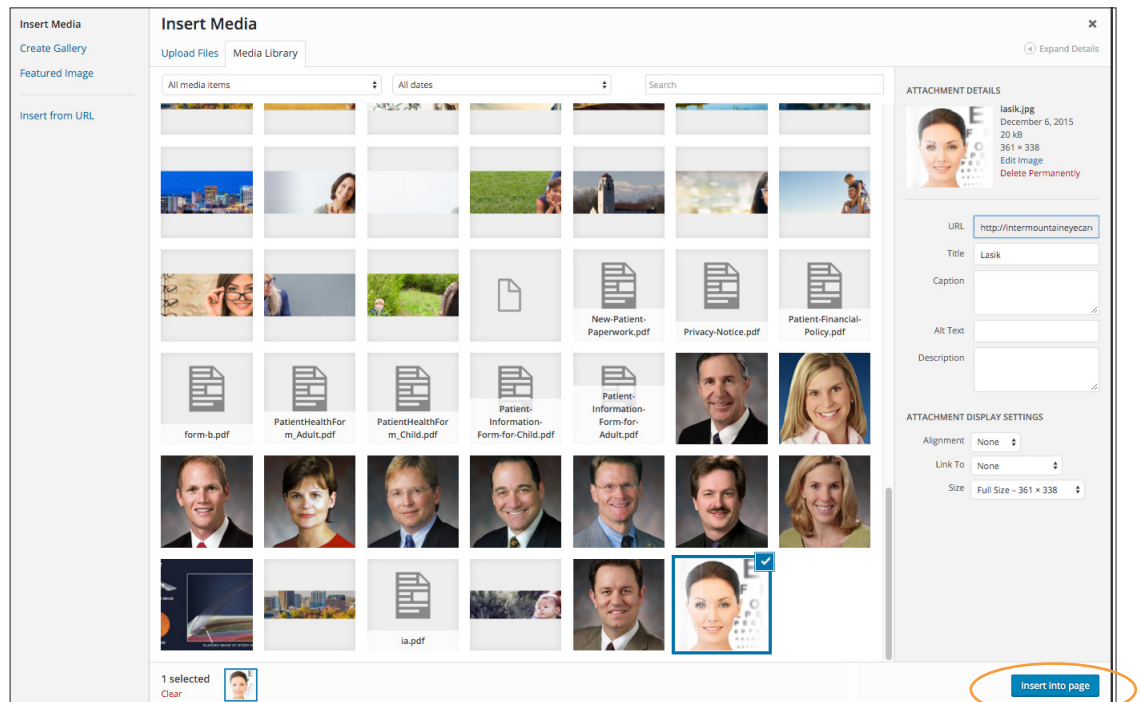 Insert Media
Create Gallery
Featured Image
Insert from URL
Insert Media
Upload Files
Media Library
Expand Details
All media items
All dates
Search
New-Patient-
Paperwork.pdf
Privacy-Notice.pdf
Patient-Financial-
Policy.pdf
form-b.pdf
PatientHealthFor
m_Adult.pdf
PatientHealthFor
m_Child.pdf
Patient-
Information-
Form-for-Child.pdf
Patient-
Information-
Form-for-
Adult.pdf
ia.pdf
1 selected
Clear
ATTACHMENT DETAILS
lasik.jpg
December 6, 2015
20 kB
361 × 338
Edit Image
Delete Permanently
URL
http://intermountaineyecar
Title
Lasik
Caption
Alt Text
Description
ATTACHMENT DISPLAY SETTINGS
Alignment
None
Link To
None
Size
Full Size – 361 × 338
Insert into page